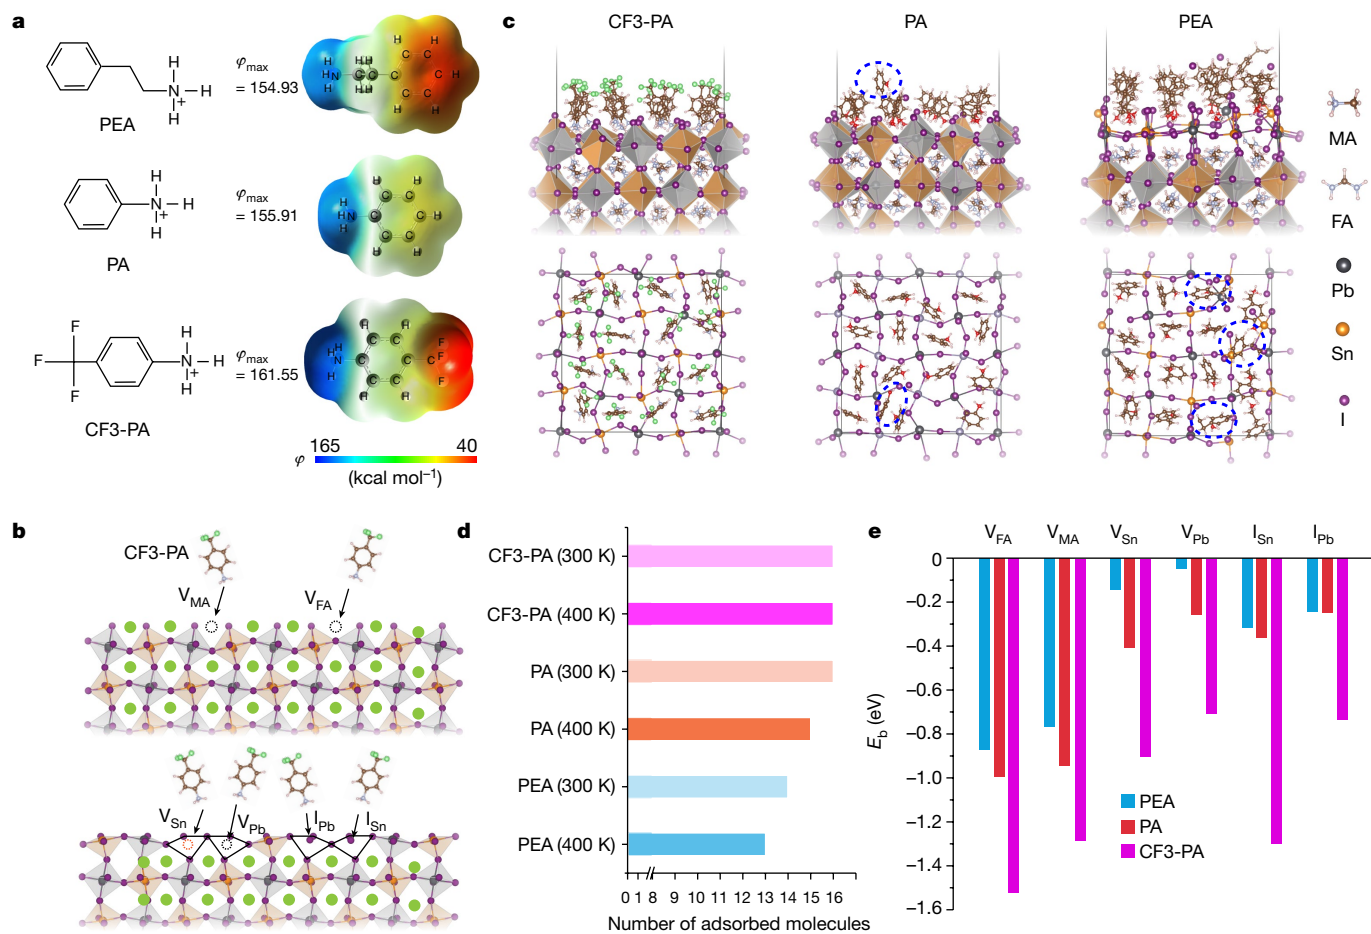 a
PEA
φmax
= 154.93
PA
φmax
= 155.91
CF3-PA
φmax
= 161.55
H
H
H
N
+
H
H
H
N
+
F
F
F
H
H
H
N
+
φ
165
40
(kcal mol–1)
b
CF3-PA
VMA
VFA
VSn
VPb
IPb
ISn
c
CF3-PA
PA
PEA
MA
FA
Pb
Sn
I
d
CF3-PA (300 K)
CF3-PA (400 K)
PA (300 K)
PA (400 K)
PEA (300 K)
PEA (400 K)
0 1 8 9 10 11 12 13 14 15 16
Number of adsorbed molecules
e
VFA VMA VSn VPb ISn IPb
0
−0.2
−0.4
−0.6
−0.8
−1.0
−1.2
−1.4
−1.6
Eb (eV)
PEA
PA
CF3-PA